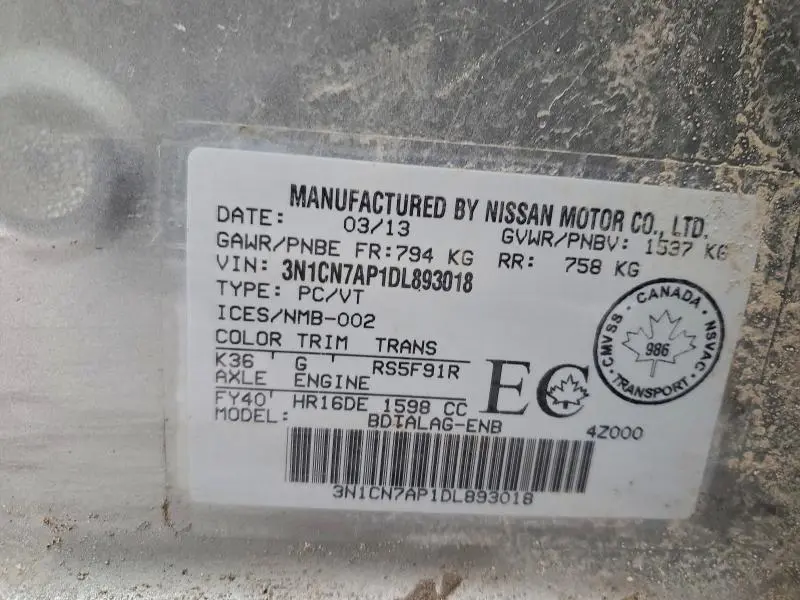 MANUFACTURED BY NISSAN MOTOR CO., LTD.
DATE: 03/13 GVWR/PNBV: 1537 KG
GAWR/PNBE FR: 794 KG RR: 758 KG
VIN: 3N1CN7AP1DL893018
TYPE: PC/VT
ICES/NMB-002
COLOR TRIM TRANS
K36 G RS5F91R
AXLE ENGINE
FY40 HR16DE 1598 CC
MODEL: BDTALAG-ENB
EC
4Z000
CANADA
CMVSS
NSVAC
986
TRANSPORT
3N1CN7AP1DL893018